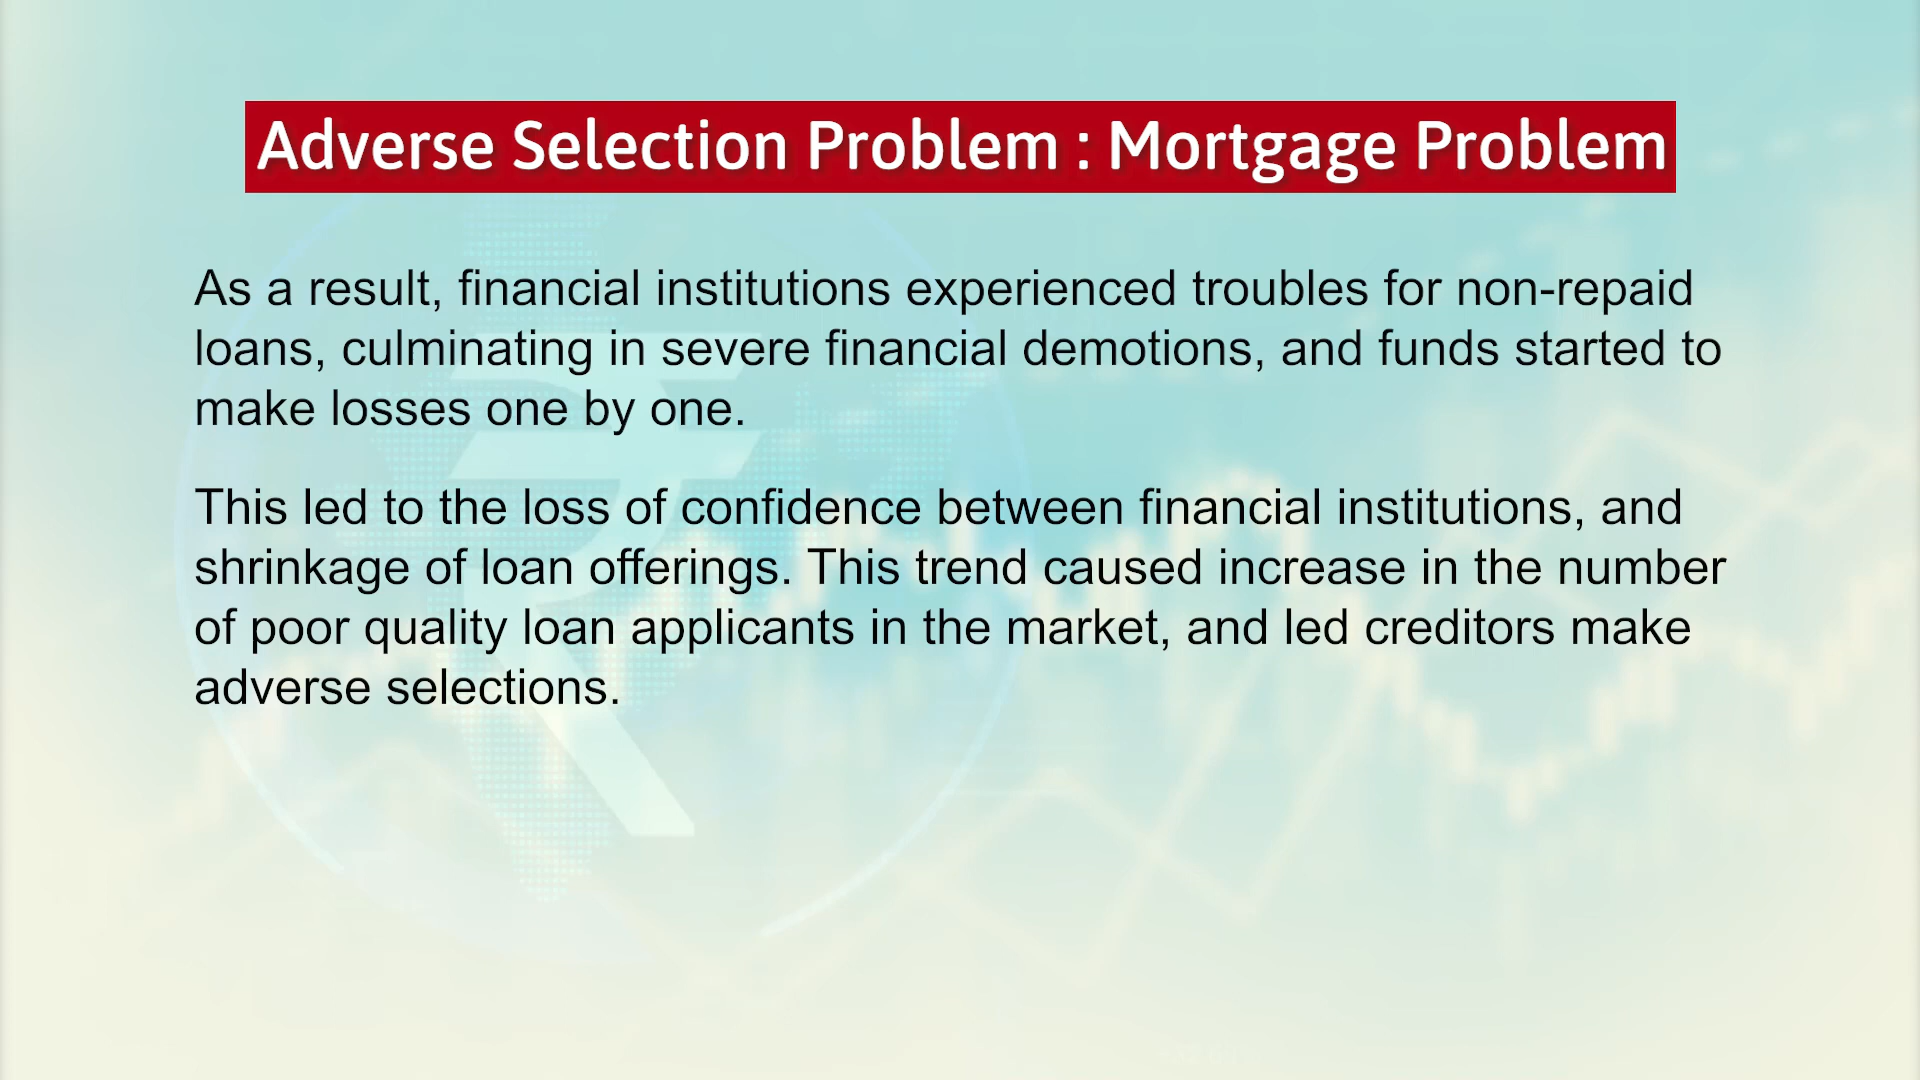 Adverse Selection Problem : Mortgage Problem
As a result, financial institutions experienced troubles for non-repaid
loans, culminating in severe financial demotions, and funds started to
make losses one by one.
This led to the loss of confidence between financial institutions, and
shrinkage of loan offerings. This trend caused increase in the number
of poor quality loan applicants in the market, and led creditors make
adverse selections.